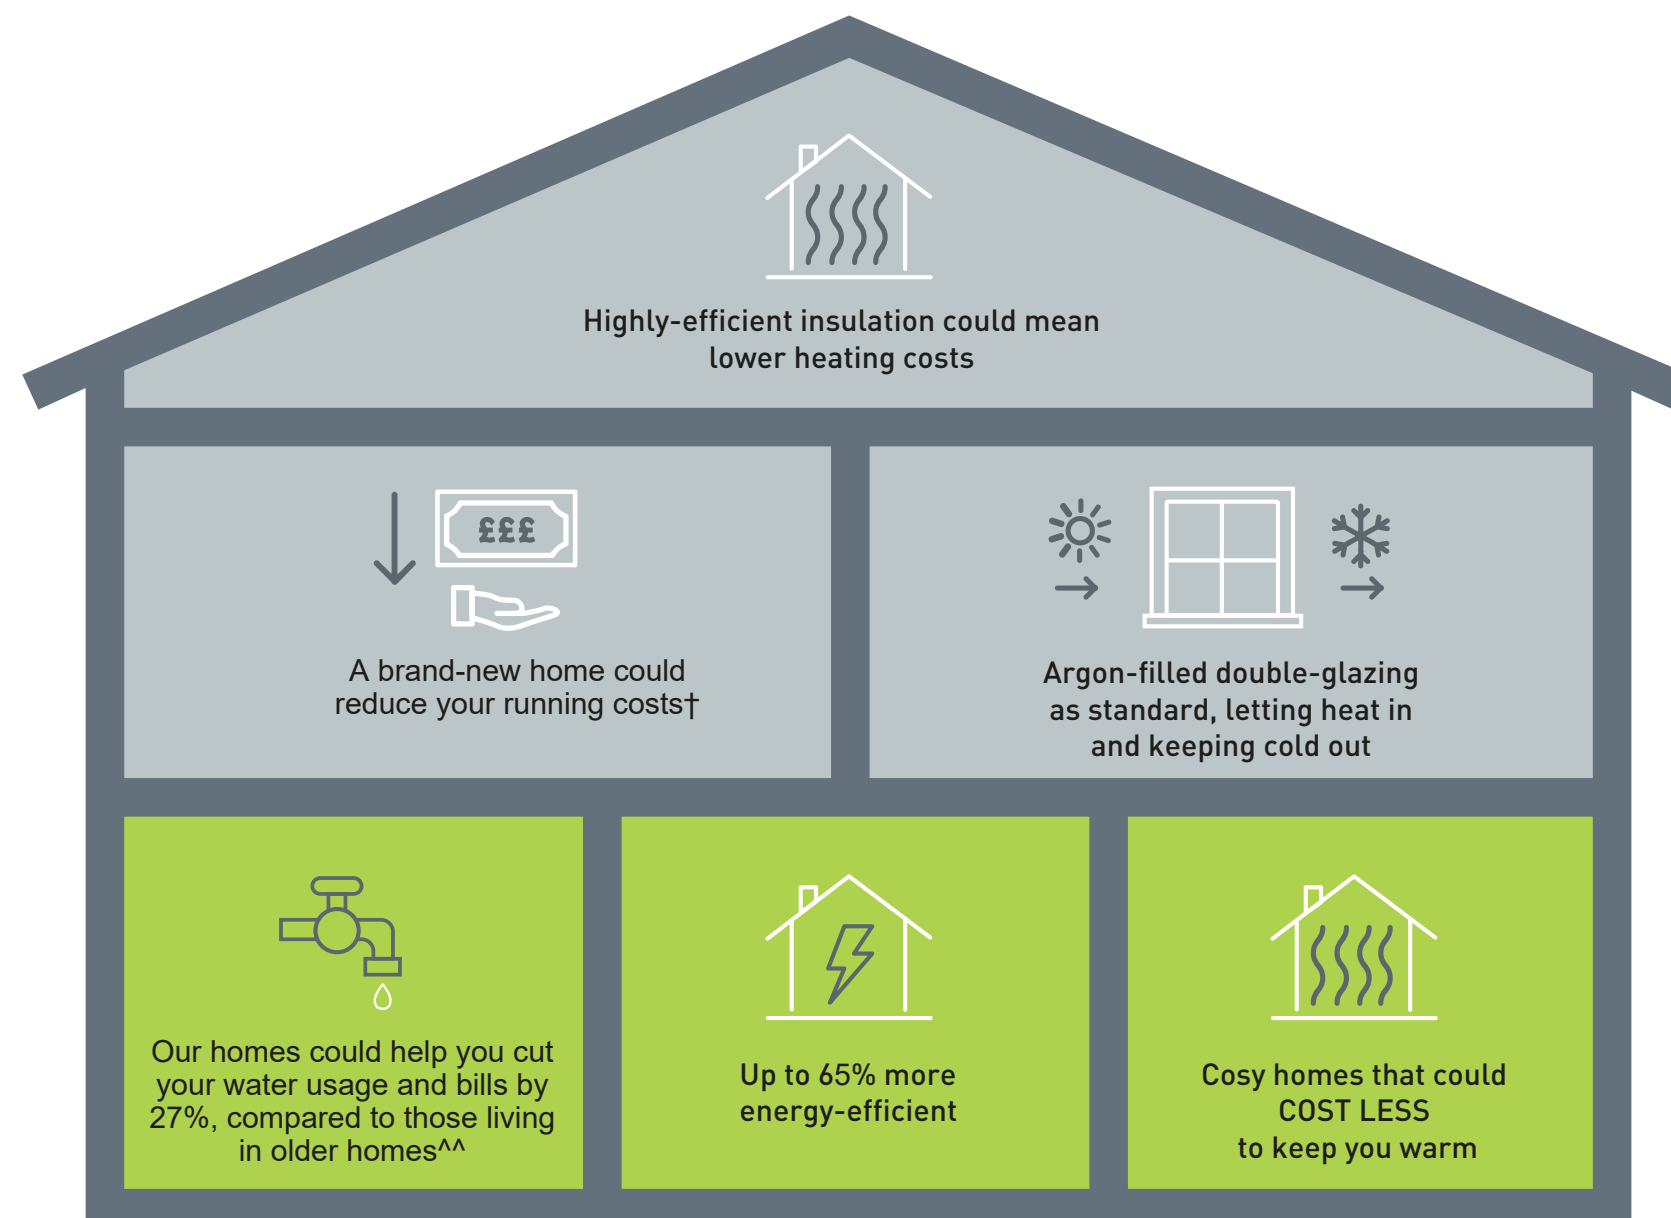 Highly-efficient insulation could mean
lower heating costs
£££
A brand-new home could
reduce your running costs†
Argon-filled double-glazing
as standard, letting heat in
and keeping cold out
Our homes could help you cut
your water usage and bills by
27%, compared to those living
in older homes^^
Up to 65% more
energy-efficient
Cosy homes that could
COST LESS
to keep you warm